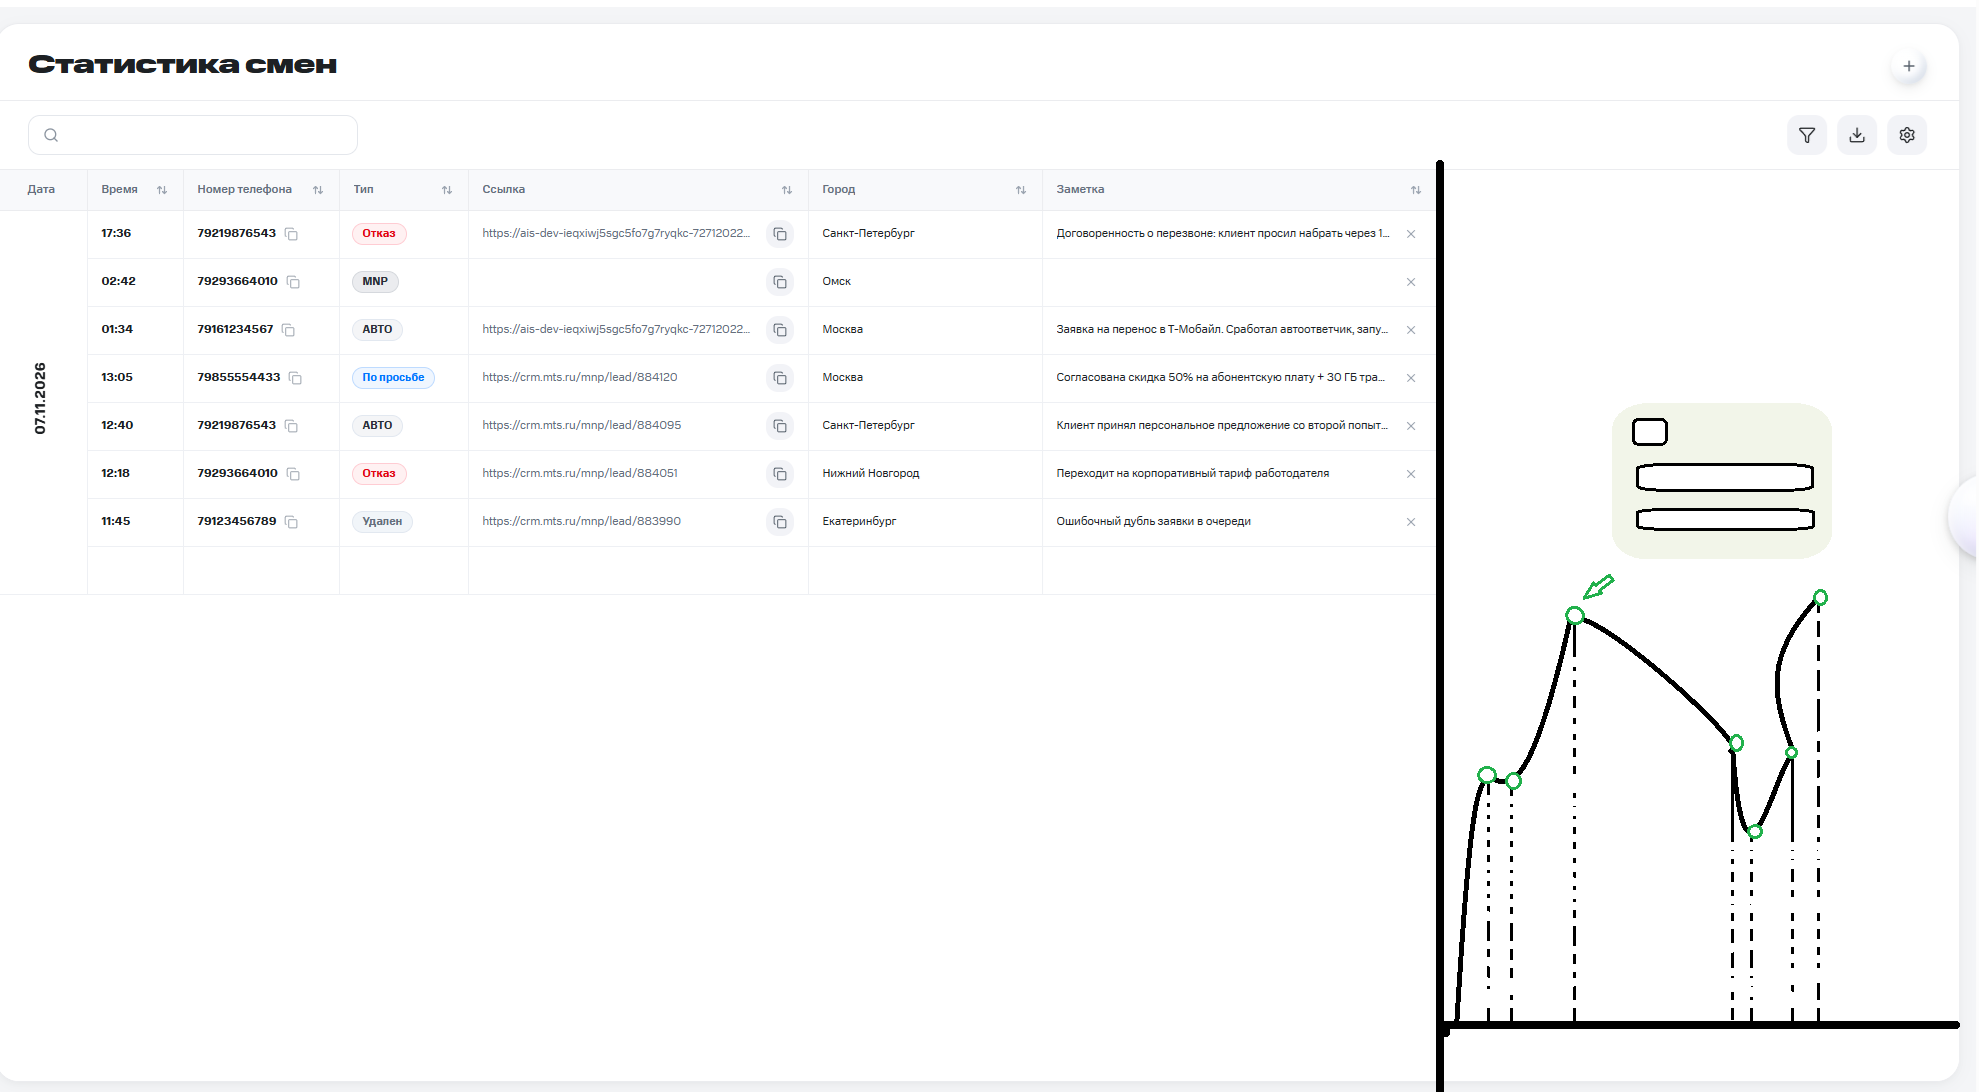 Статистика смен
Дата Время Номер телефона Тип Ссылка Город Заметка
07.11.2026
17:36 79219876543 Отказ https://ais-dev-ieqxiwj5sgc5fo7g7ryqkc-72712022... Санкт-Петербург Договоренность о перезвоне: клиент просил набрать через 1...
02:42 79293664010 MNP Омск
01:34 79161234567 АВТО https://ais-dev-ieqxiwj5sgc5fo7g7ryqkc-72712022... Москва Заявка на перенос в Т-Мобайл. Сработал автоответчик, запу...
13:05 79855554433 По просьбе https://crm.mts.ru/mnp/lead/884120 Москва Согласована скидка 50% на абонентскую плату + 30 ГБ тра...
12:40 79219876543 АВТО https://crm.mts.ru/mnp/lead/884095 Санкт-Петербург Клиент принял персональное предложение со второй попыт...
12:18 79293664010 Отказ https://crm.mts.ru/mnp/lead/884051 Нижний Новгород Переходит на корпоративный тариф работодателя
11:45 79123456789 Удален https://crm.mts.ru/mnp/lead/883990 Екатеринбург Ошибочный дубль заявки в очереди